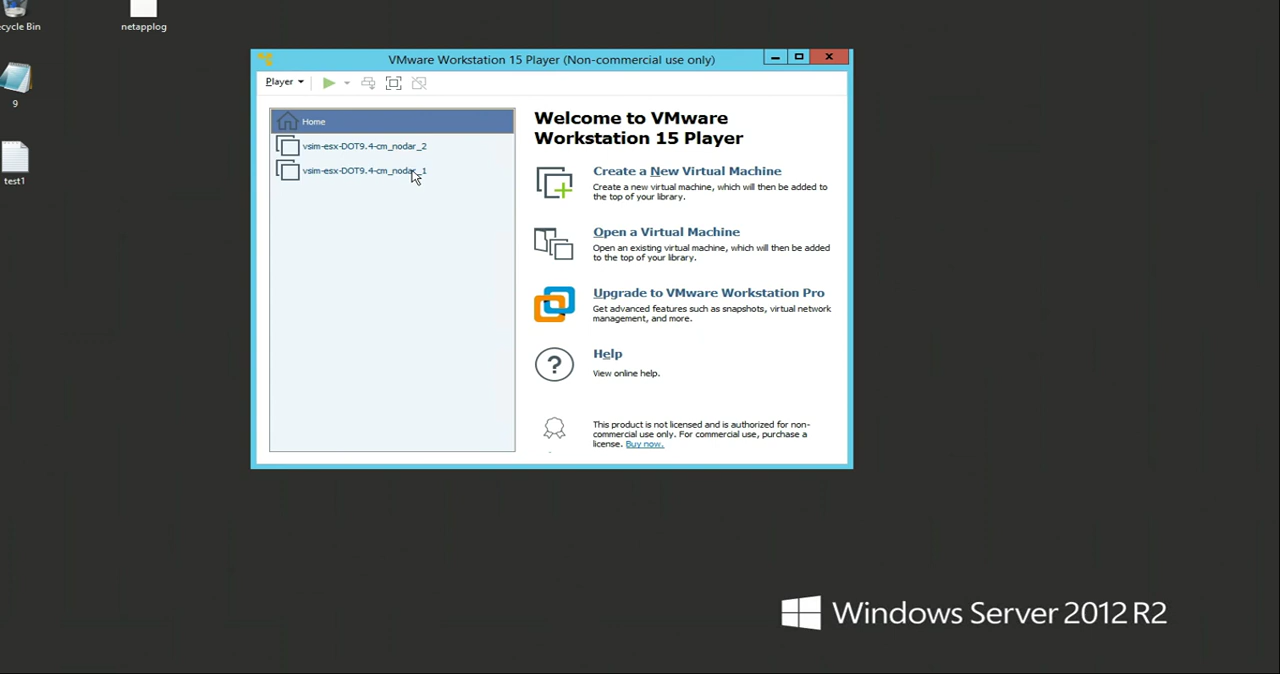 ecycle Bin
netapplog
9
test1
VMware Workstation 15 Player (Non-commercial use only)
Player
Home
vsim-esx-DOT9.4-cm_nodar_2
vsim-esx-DOT9.4-cm_nodar_1
Welcome to VMware
Workstation 15 Player
Create a New Virtual Machine
Create a new virtual machine, which will then be added
to the top of your library.
Open a Virtual Machine
Open an existing virtual machine, which will then be added
to the top of your library.
Upgrade to VMware Workstation Pro
Get advanced features such as snapshots, virtual network
management, and more.
Help
View online help.
This product is not licensed and is authorized for non-
commercial use only. For commercial use, purchase a
license. Buy now.
Windows Server 2012 R2